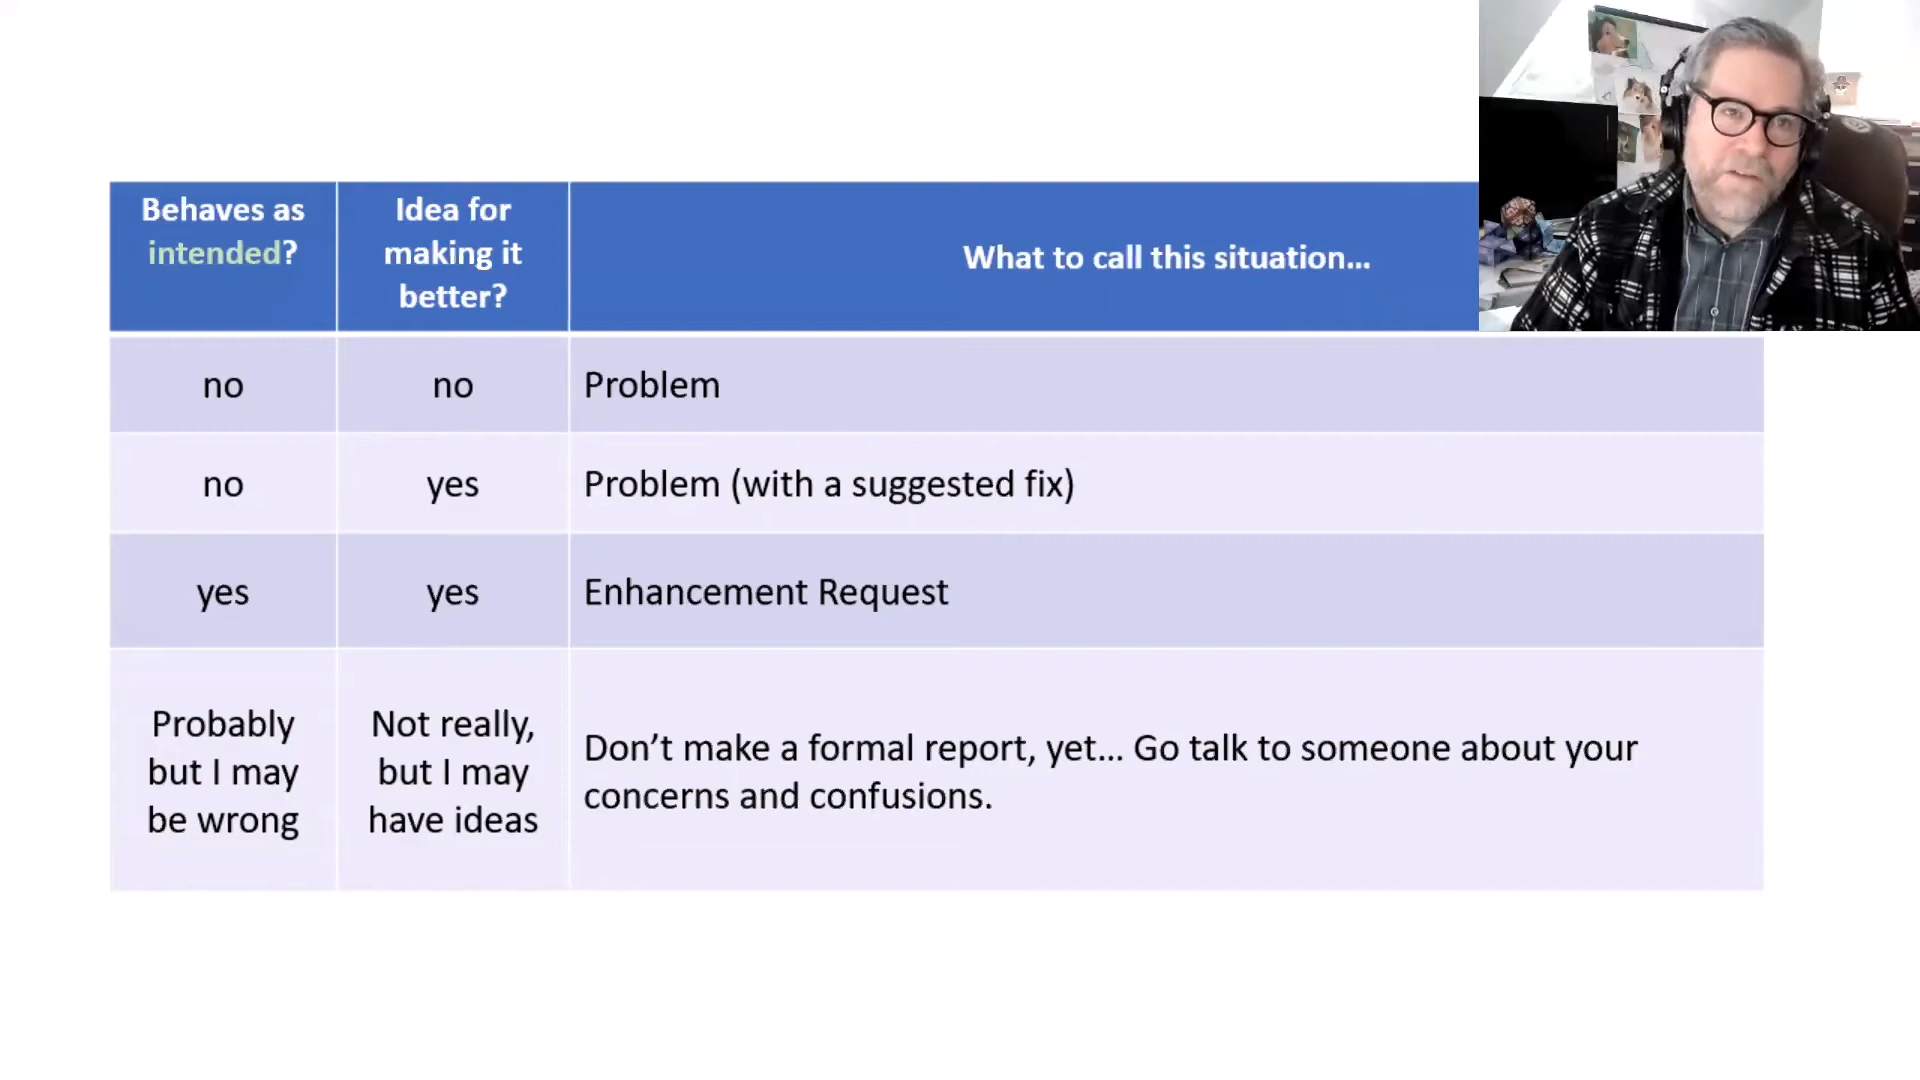 Behaves as
intended?
Idea for
making it
better?
What to call this situation...
no
no
Problem
no
yes
Problem (with a suggested fix)
yes
yes
Enhancement Request
Probably
but I may
be wrong
Not really,
but I may
have ideas
Don’t make a formal report, yet... Go talk to someone about your
concerns and confusions.